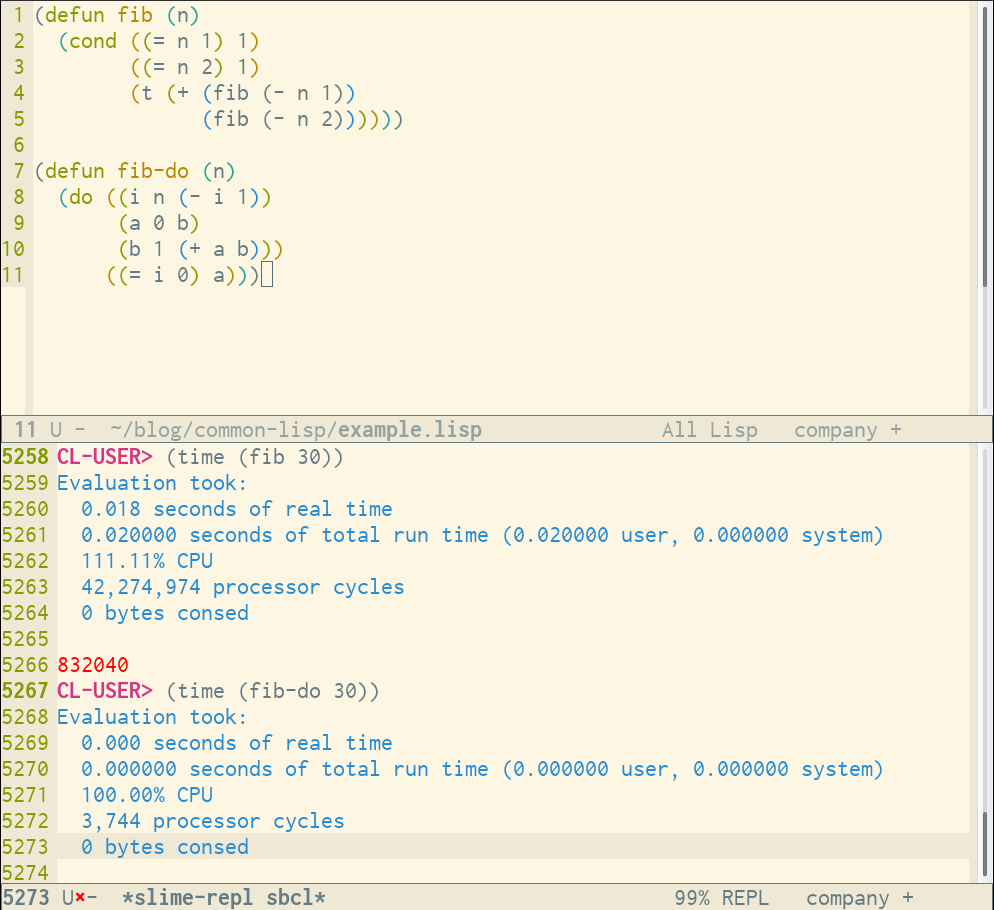 1 (defun fib (n)
2   (cond ((= n 1) 1)
3         ((= n 2) 1)
4         (t (+ (fib (- n 1))
5               (fib (- n 2))))))
6
7 (defun fib-do (n)
8   (do ((i n (- i 1))
9        (a 0 b)
10        (b 1 (+ a b)))
11       ((= i 0) a)))
11 U -  ~/blog/common-lisp/example.lisp   All Lisp   company +
5258 CL-USER> (time (fib 30))
5259 Evaluation took:
5260   0.018 seconds of real time
5261   0.020000 seconds of total run time (0.020000 user, 0.000000 system)
5262   111.11% CPU
5263   42,274,974 processor cycles
5264   0 bytes consed
5265
5266 832040
5267 CL-USER> (time (fib-do 30))
5268 Evaluation took:
5269   0.000 seconds of real time
5270   0.000000 seconds of total run time (0.000000 user, 0.000000 system)
5271   100.00% CPU
5272   3,744 processor cycles
5273   0 bytes consed
5274
5273 U×-  *slime-repl sbcl*   99% REPL   company +